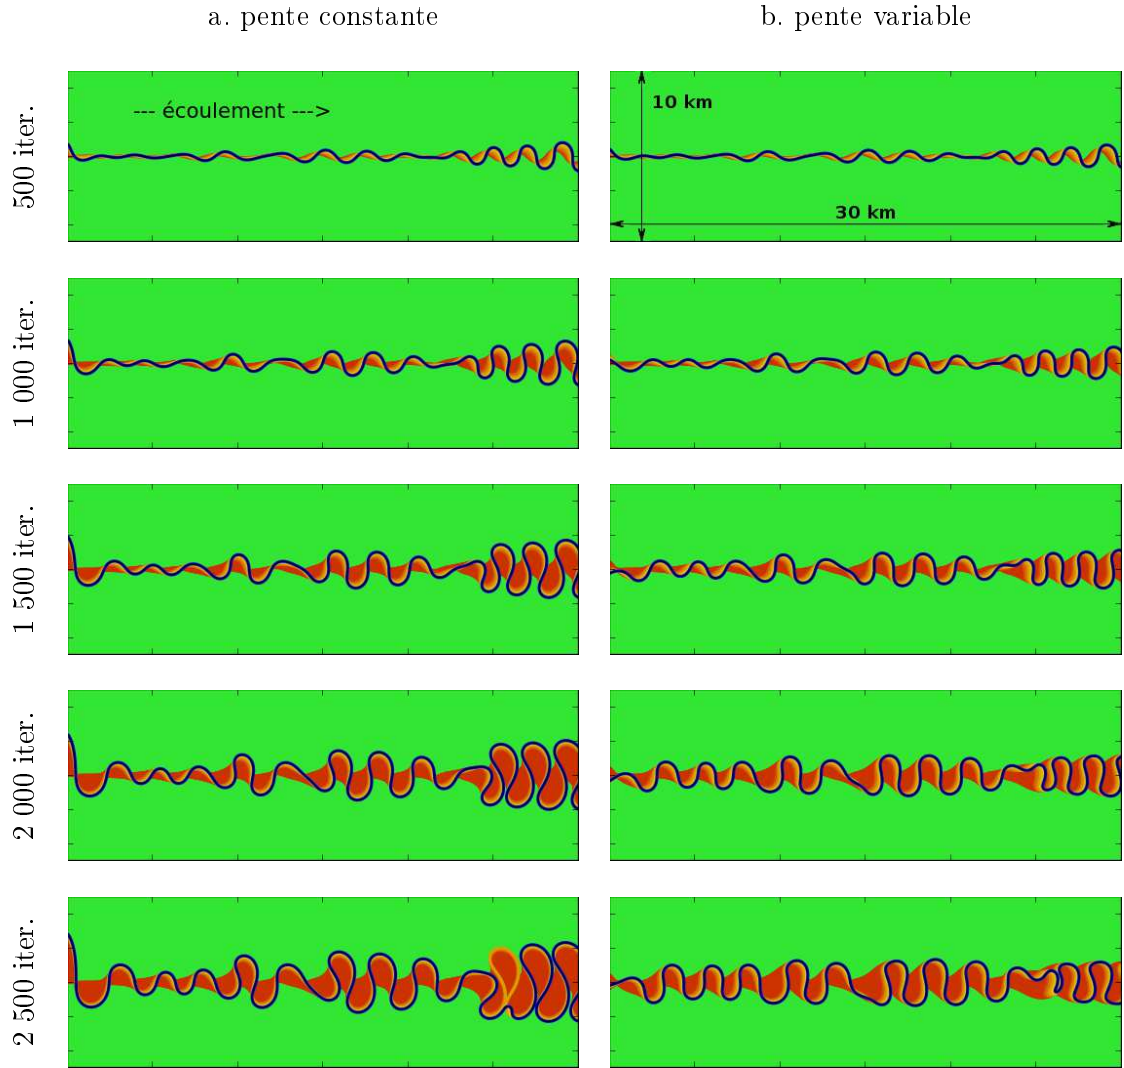 a. pente constante
b. pente variable
500 iter.
--- écoulement --->
10 km
30 km
1 000 iter.
1 500 iter.
2 000 iter.
2 500 iter.